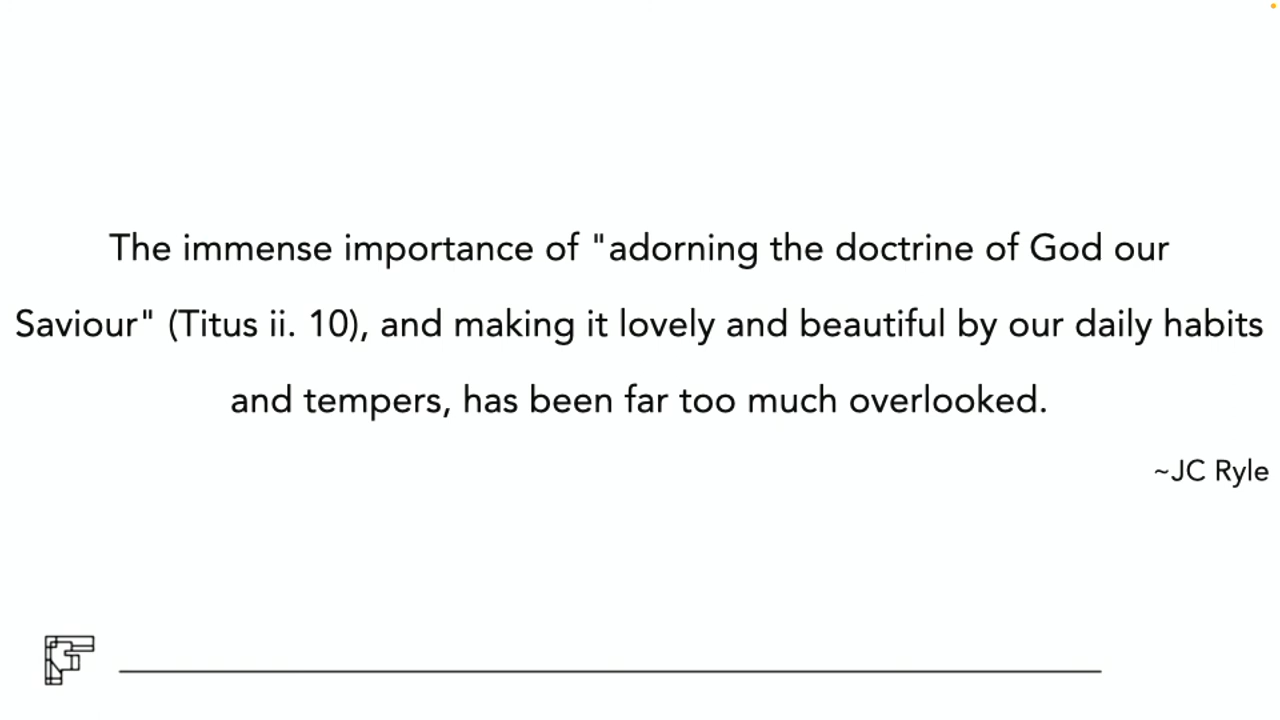 The immense importance of "adorning the doctrine of God our
Saviour" (Titus ii. 10), and making it lovely and beautiful by our daily habits
and tempers, has been far too much overlooked.
~JC Ryle